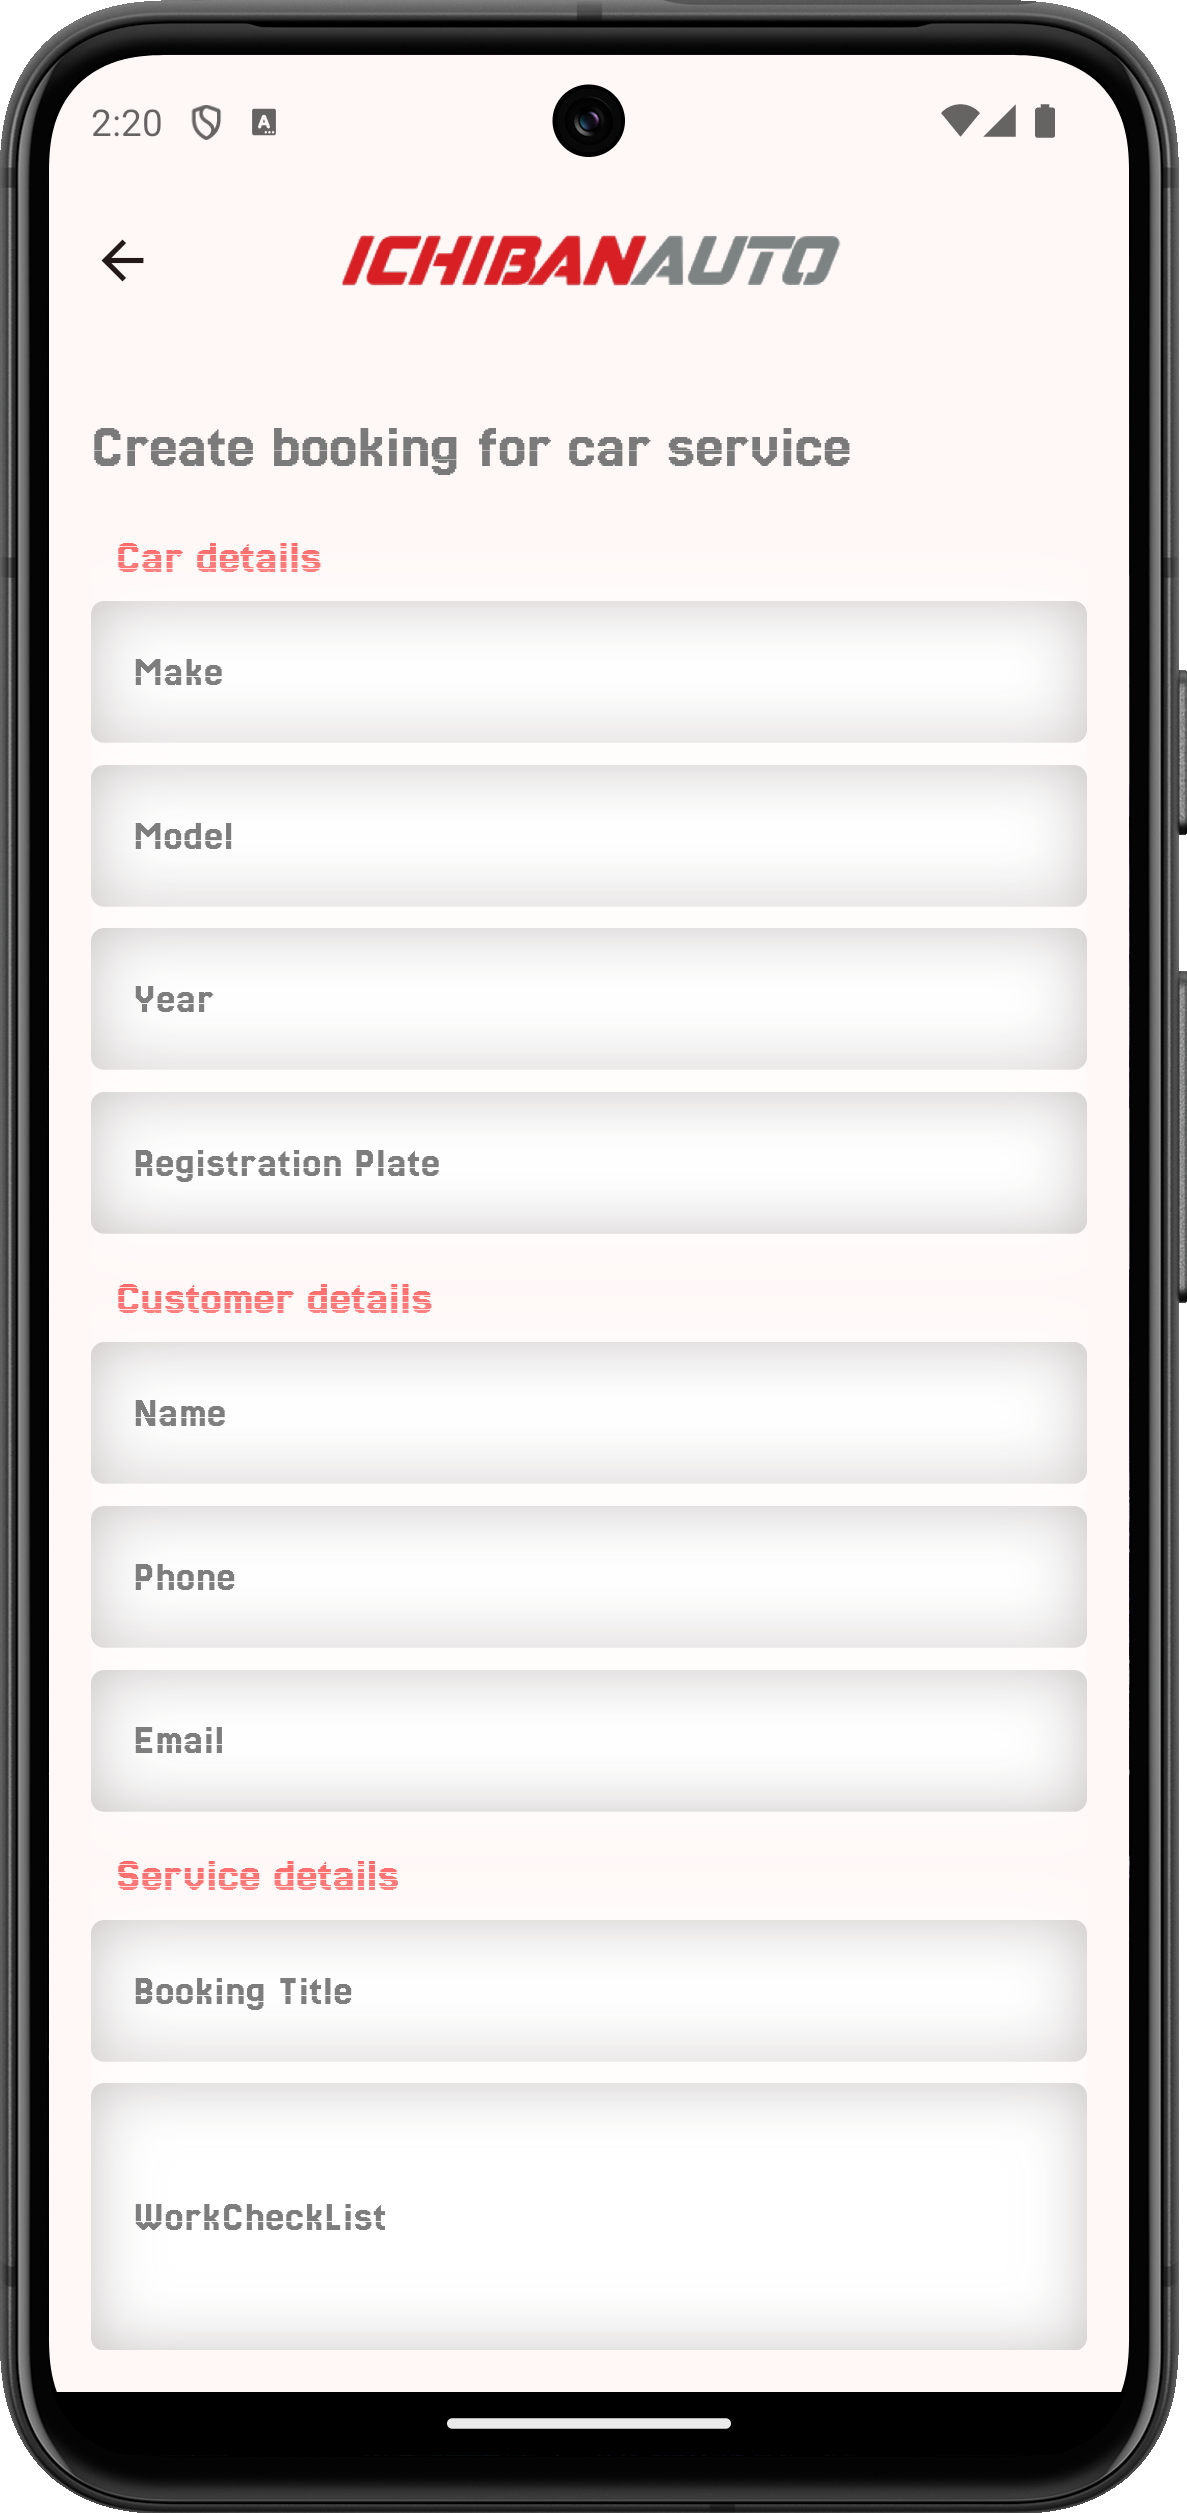 2:20
ICHIBANAUTO
Create booking for car service
Car details
Make
Model
Year
Registration Plate
Customer details
Name
Phone
Email
Service details
Booking Title
WorkCheckList